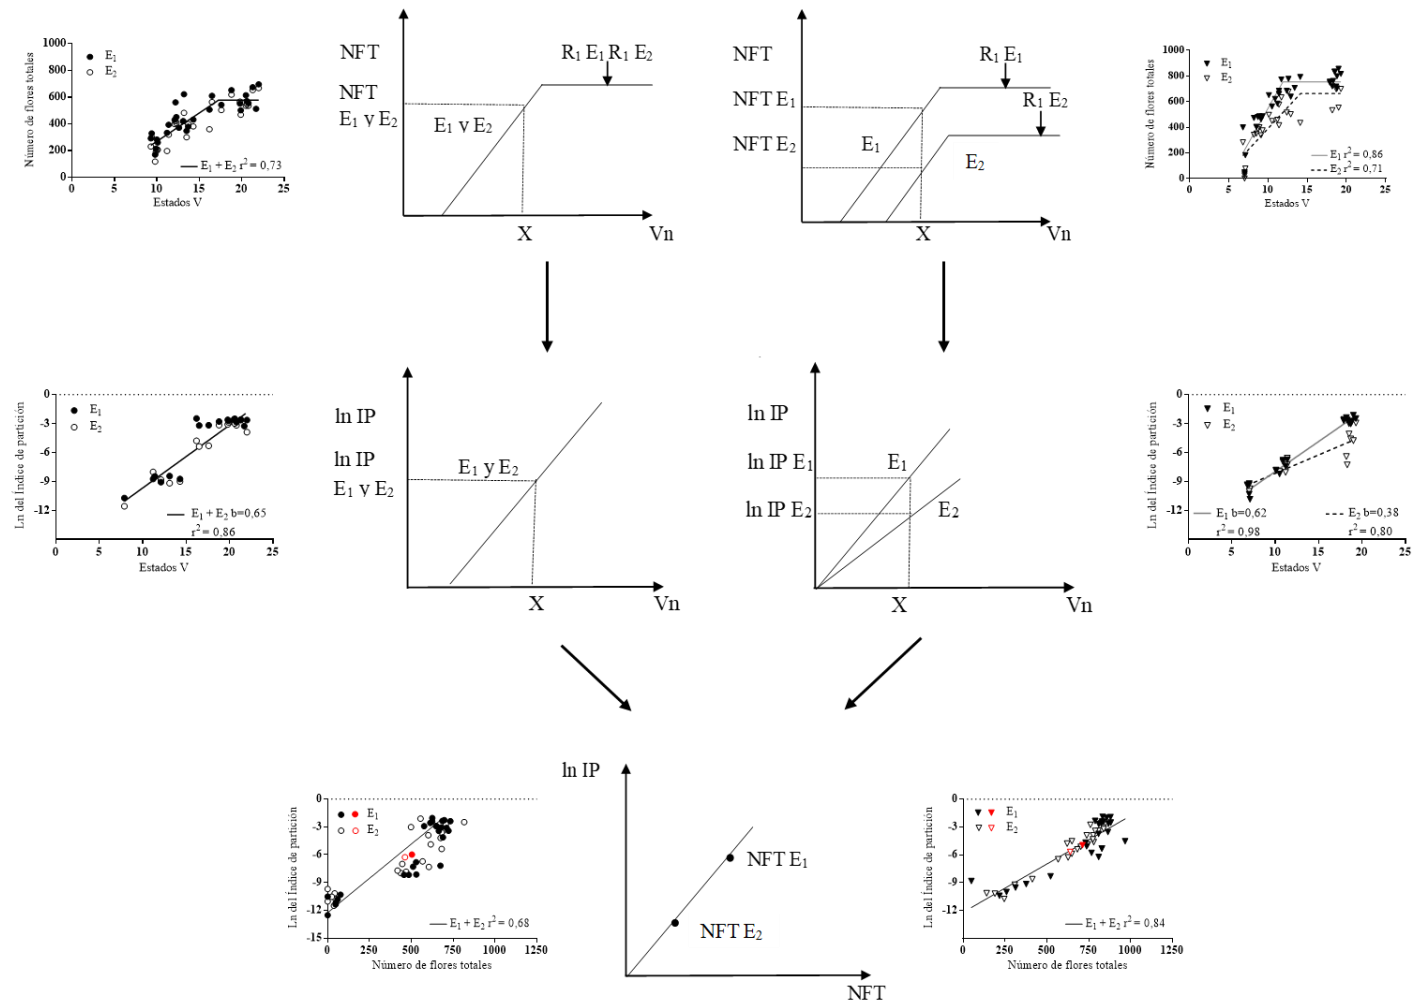 1000
800
600
400
200
0
0 5 10 15 20 25
Número de flores totales
Estados V
E1
E2
E1 + E2 r2 = 0,73
NFT
NFT
E1 y E2
E1 y E2
R1 E1 R1 E2
X
Vn
NFT
NFT E1
NFT E2
R1 E1
R1 E2
E1
E2
X
Vn
1000
800
600
400
200
0
0 5 10 15 20 25
Número de flores totales
Estados V
E1
E2
E1 r2 = 0,86
E2 r2 = 0,71
0
-3
-6
-9
-12
0 5 10 15 20 25
Ln del Índice de partición
Estados V
E1
E2
E1 + E2 b=0,65
r2 = 0,86
ln IP
ln IP
E1 y E2
E1 y E2
X
Vn
ln IP
ln IP E1
ln IP E2
E1
E2
X
Vn
0
-3
-6
-9
-12
0 5 10 15 20 25
Ln del Índice de partición
Estados V
E1
E2
E1 b=0,62
r2 = 0,98
E2 b=0,38
r2 = 0,80
0
-3
-6
-9
-12
-15
0 250 500 750 1000 1250
Ln del Índice de partición
Número de flores totales
E1
E2
E1 + E2 r2 = 0,68
ln IP
NFT E1
NFT E2
NFT
0
-3
-6
-9
-12
0 250 500 750 1000 1250
Ln del Índice de partición
Número de flores totales
E1
E2
E1 + E2 r2 = 0,84